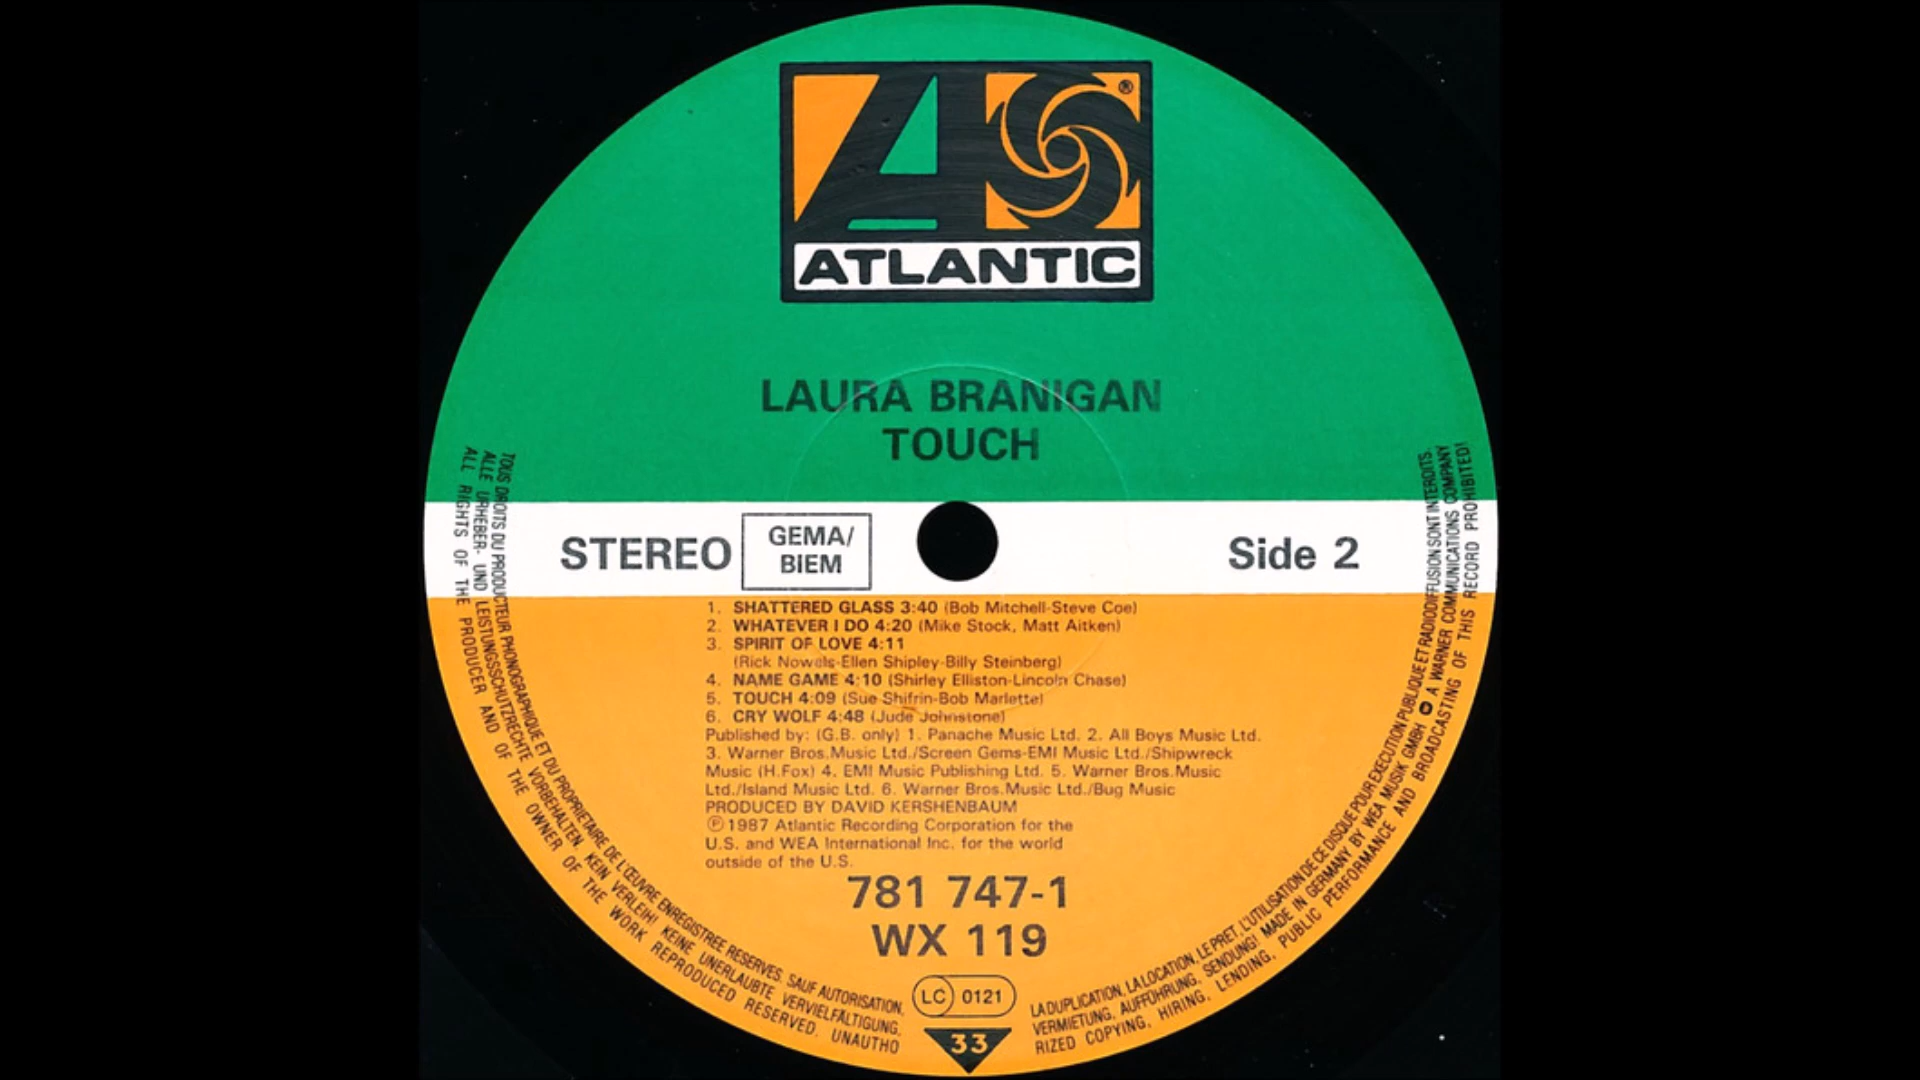 ATLANTIC
®
LAURA BRANIGAN
TOUCH
STEREO
GEMA/
BIEM
Side 2
1. SHATTERED GLASS 3:40 (Bob Mitchell-Steve Coe)
2. WHATEVER I DO 4:20 (Mike Stock, Matt Aitken)
3. SPIRIT OF LOVE 4:11
(Rick Nowels-Ellen Shipley-Billy Steinberg)
4. NAME GAME 4:10 (Shirley Elliston-Lincoln Chase)
5. TOUCH 4:09 (Sue Shifrin-Bob Marlette)
6. CRY WOLF 4:48 (Jude Johnstone)
Published by: (G.B. only) 1. Panache Music Ltd. 2. All Boys Music Ltd.
3. Warner Bros.Music Ltd./Screen Gems-EMI Music Ltd./Shipwreck
Music (H.Fox) 4. EMI Music Publishing Ltd. 5. Warner Bros.Music
Ltd./Island Music Ltd. 6. Warner Bros.Music Ltd./Bug Music
PRODUCED BY DAVID KERSHENBAUM
℗ 1987 Atlantic Recording Corporation for the
U.S. and WEA International Inc. for the world
outside of the U.S.
781 747-1
WX 119
LC 0121
33
TOUS DROITS DU PRODUCTEUR PHONOGRAPHIQUE ET DU PROPRIETAIRE DE L'ŒUVRE ENREGISTREE RESERVES. SAUF AUTORISATION,
LA DUPLICATION, LA LOCATION, LE PRET, L'UTILISATION DE CE DISQUE POUR EXECUTION PUBLIQUE ET RADIODIFFUSION SONT INTERDITS.
ALLE URHEBER- UND LEISTUNGSSCHUTZRECHTE VORBEHALTEN. KEIN VERLEIH! KEINE UNERLAUBTE VERVIELFÄLTIGUNG,
VERMIETUNG, AUFFÜHRUNG, SENDUNG! MADE IN GERMANY BY WEA MUSIK GMBH A WARNER COMMUNICATIONS COMPANY
ALL RIGHTS OF THE PRODUCER AND OF THE OWNER OF THE WORK REPRODUCED RESERVED. UNAUTHO
RIZED COPYING, HIRING, LENDING, PUBLIC PERFORMANCE AND BROADCASTING OF THIS RECORD PROHIBITED!